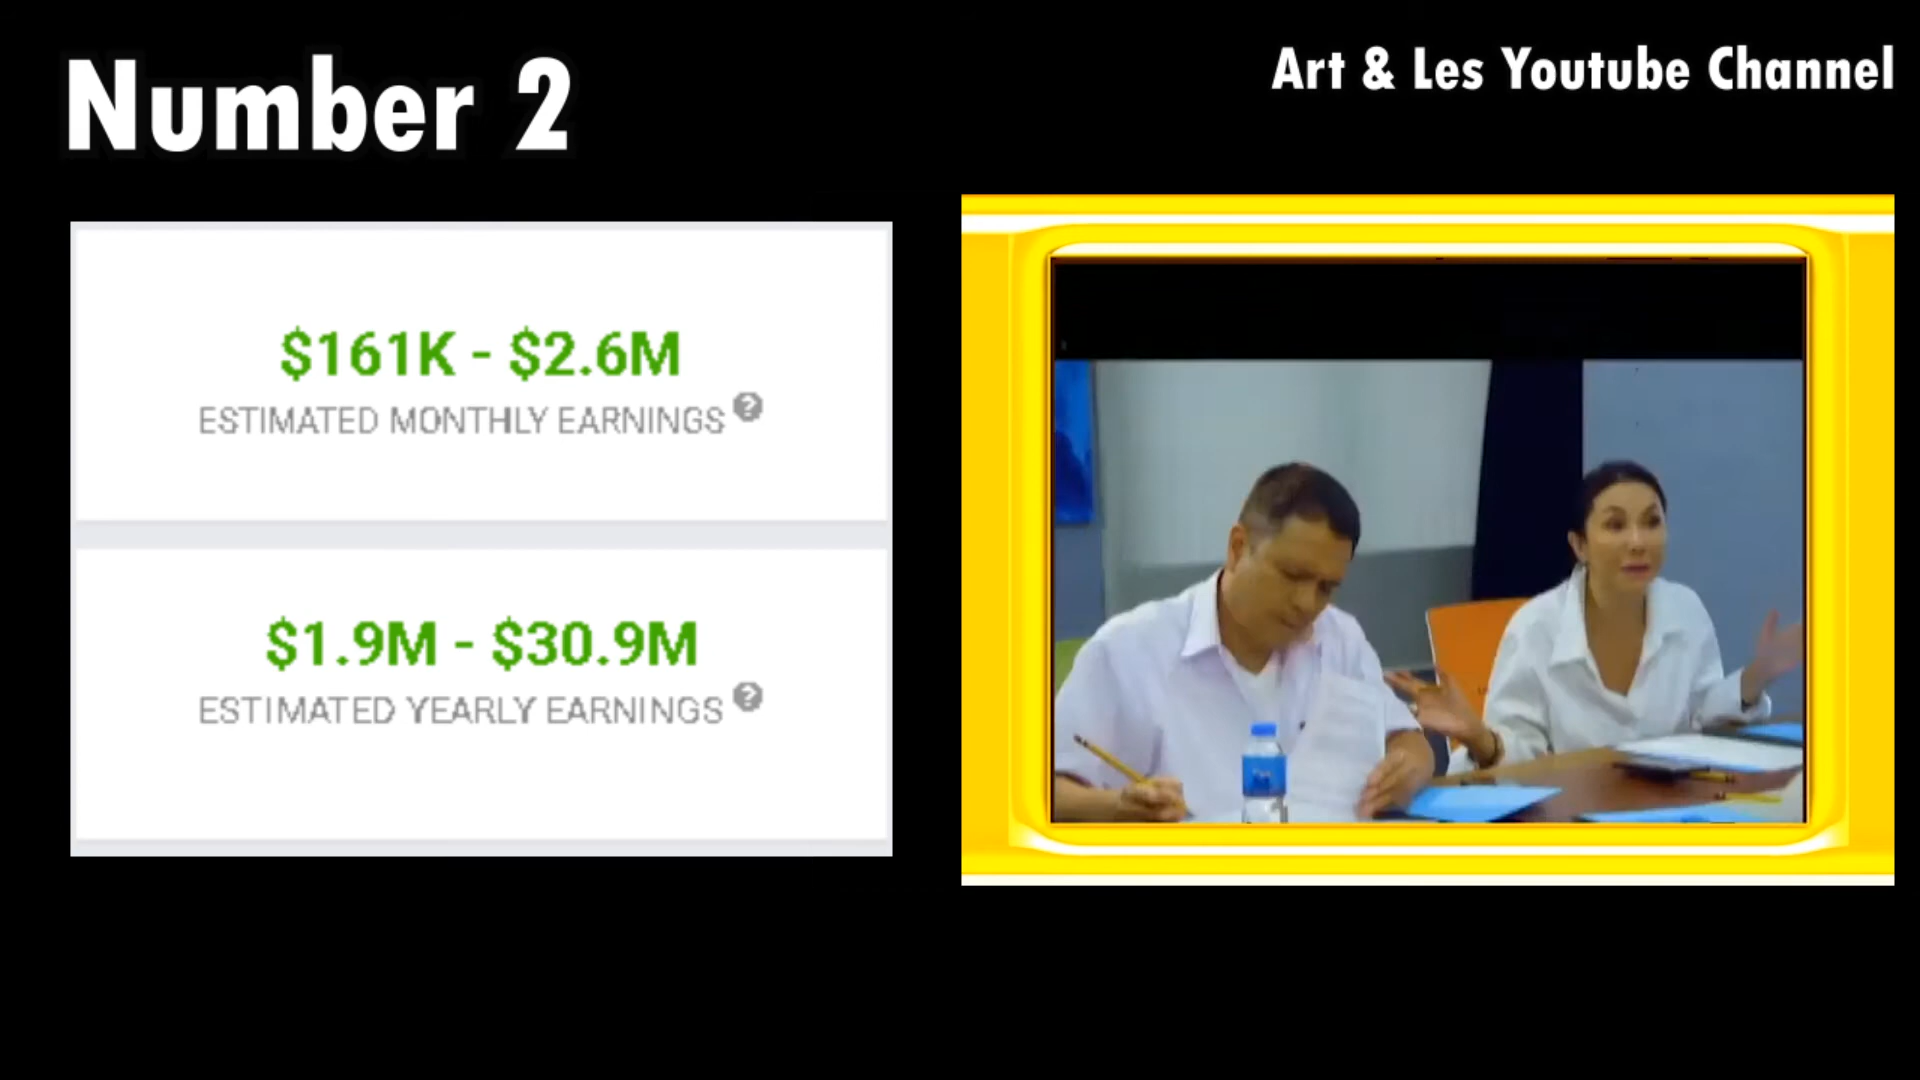 Number 2
Art & Les Youtube Channel
$161K - $2.6M
ESTIMATED MONTHLY EARNINGS ?
$1.9M - $30.9M
ESTIMATED YEARLY EARNINGS ?